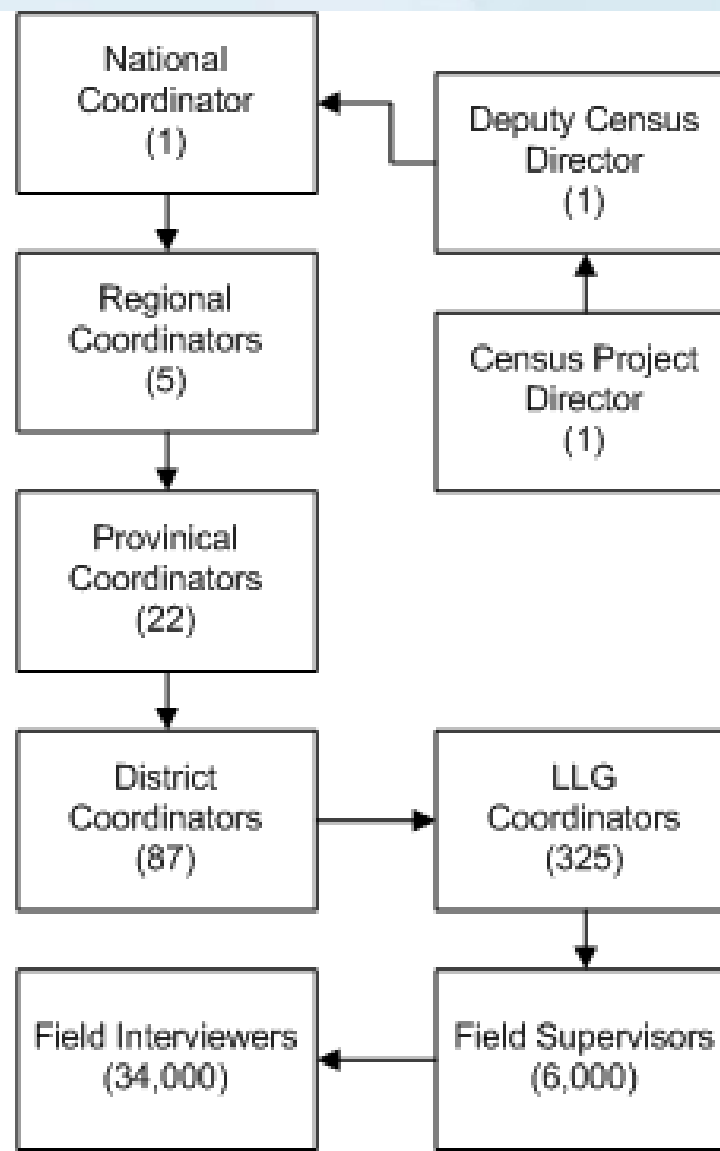 National
Coordinator
(1)
Deputy Census
Director
(1)
Regional
Coordinators
(5)
Census Project
Director
(1)
Provinical
Coordinators
(22)
District
Coordinators
(87)
LLG
Coordinators
(325)
Field Interviewers
(34,000)
Field Supervisors
(6,000)